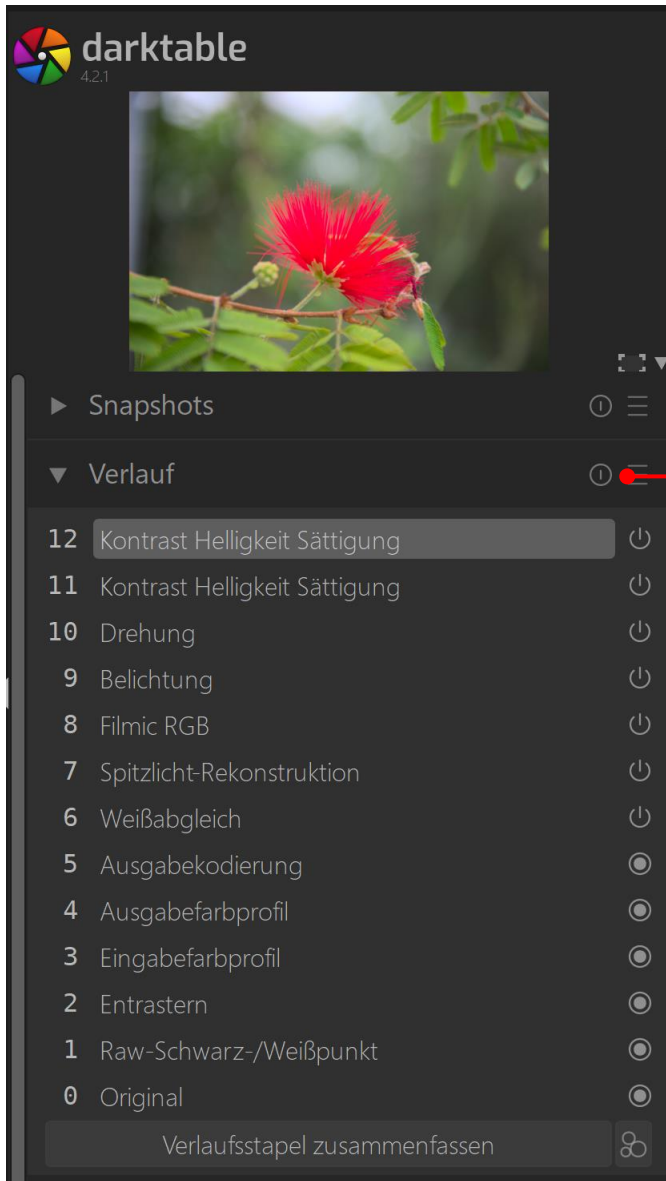 darktable
4.2.1
Snapshots
Verlauf
12 Kontrast Helligkeit Sättigung
11 Kontrast Helligkeit Sättigung
10 Drehung
9 Belichtung
8 Filmic RGB
7 Spitzlicht-Rekonstruktion
6 Weißabgleich
5 Ausgabekodierung
4 Ausgabefarbprofil
3 Eingabefarbprofil
2 Entrastern
1 Raw-Schwarz-/Weißpunkt
0 Original
Verlaufsstapel zusammenfassen